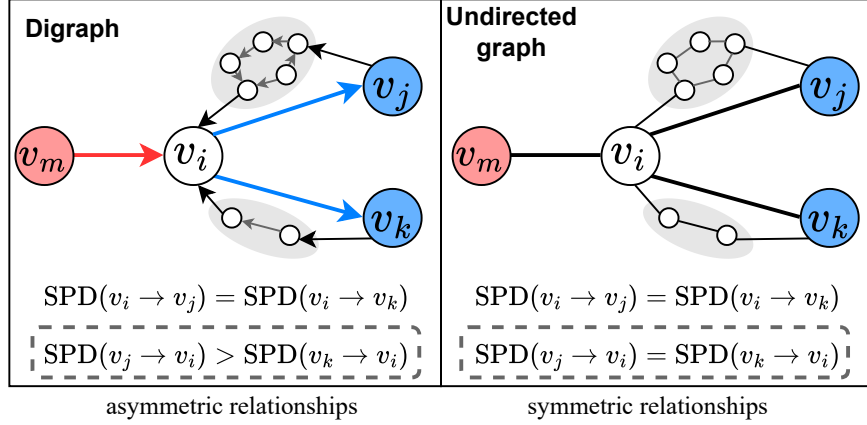 Digraph
v_j
v_m
v_i
v_k
SPD(v_i → v_j) = SPD(v_i → v_k)
SPD(v_j → v_i) > SPD(v_k → v_i)
asymmetric relationships
Undirected
graph
v_j
v_m
v_i
v_k
SPD(v_i → v_j) = SPD(v_i → v_k)
SPD(v_j → v_i) = SPD(v_k → v_i)
symmetric relationships